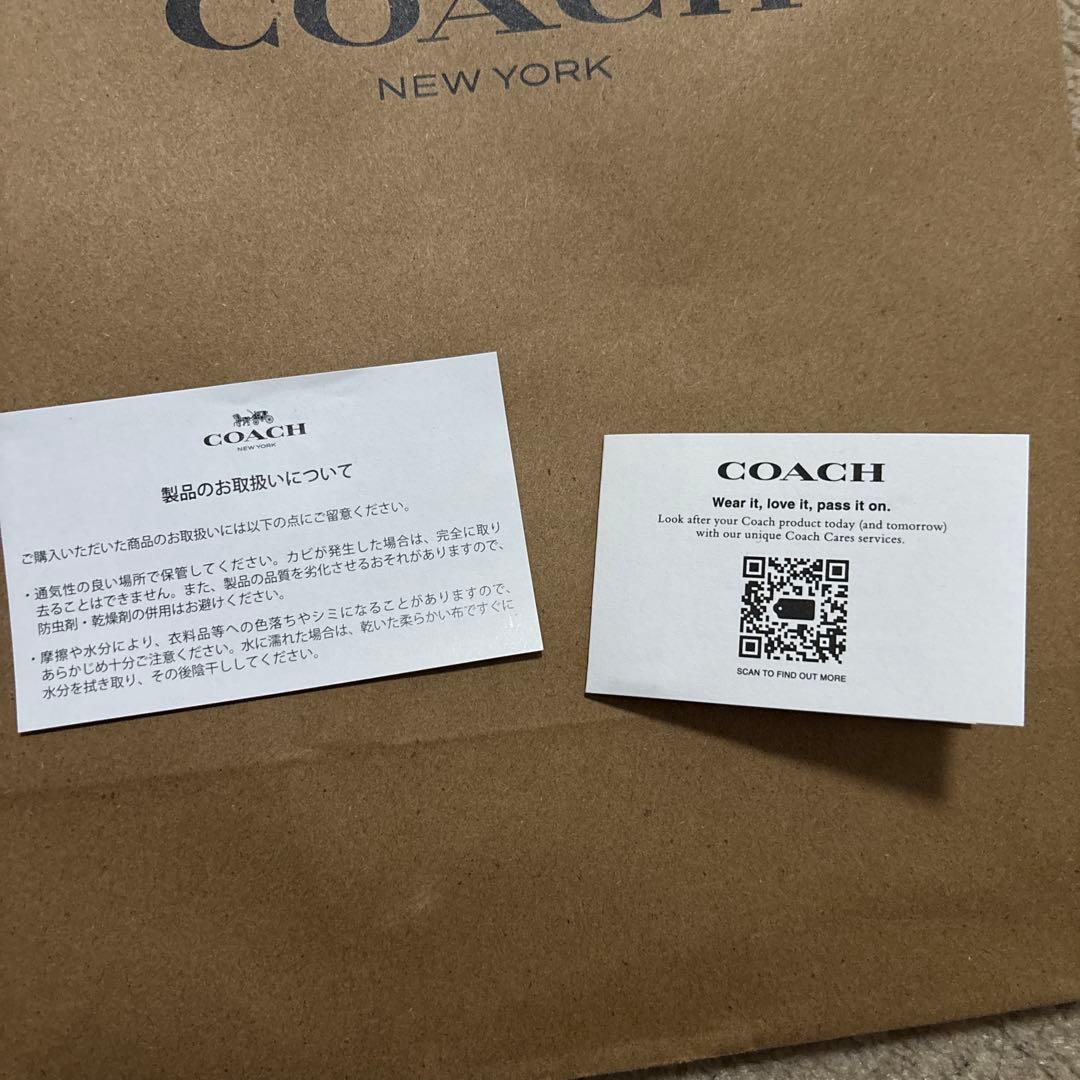 COACH
NEW YORK
COACH
NEW YORK
製品のお取扱いについて
ご購入いただいた商品のお取扱いには以下の点にご留意ください。
・通気性の良い場所で保管してください。カビが発生した場合は、完全に取り
去ることはできません。また、製品の品質を劣化させるおそれがありますので、
防虫剤・乾燥剤の併用はお避けください。
・摩擦や水分により、衣料品等への色落ちやシミになることがありますので、
あらかじめ十分ご注意ください。水に濡れた場合は、乾いた柔らかい布ですぐに
水分を拭き取り、その後陰干ししてください。
COACH
Wear it, love it, pass it on.
Look after your Coach product today (and tomorrow)
with our unique Coach Cares services.
SCAN TO FIND OUT MORE